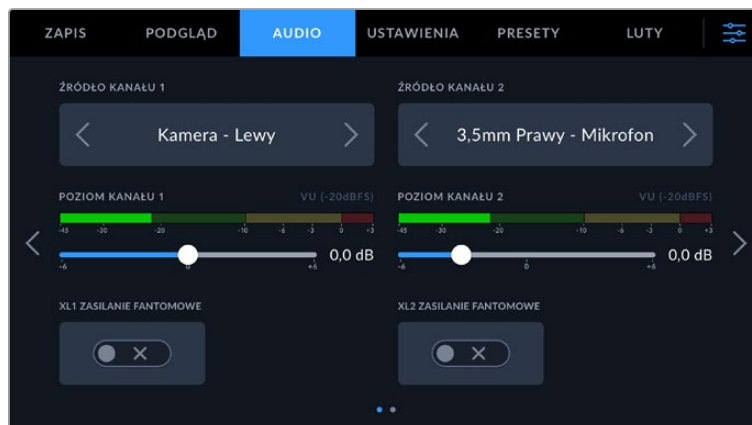 ZAPIS PODGLĄD AUDIO USTAWIENIA PRESETY LUTY
ŹRÓDŁO KANAŁU 1 ŹRÓDŁO KANAŁU 2
Kamera - Lewy 3,5mm Prawy - Mikrofon
POZIOM KANAŁU 1 VU (-20dBFS) POZIOM KANAŁU 2 VU (-20dBFS)
-45 -30 -20 -10 -6 -3 0 +3 -45 -30 -20 -10 -6 -3 0 +3
0,0 dB 0,0 dB
-6 0 +6 -6 0 +6
XL1 ZASILANIE FANTOMOWE XL2 ZASILANIE FANTOMOWE